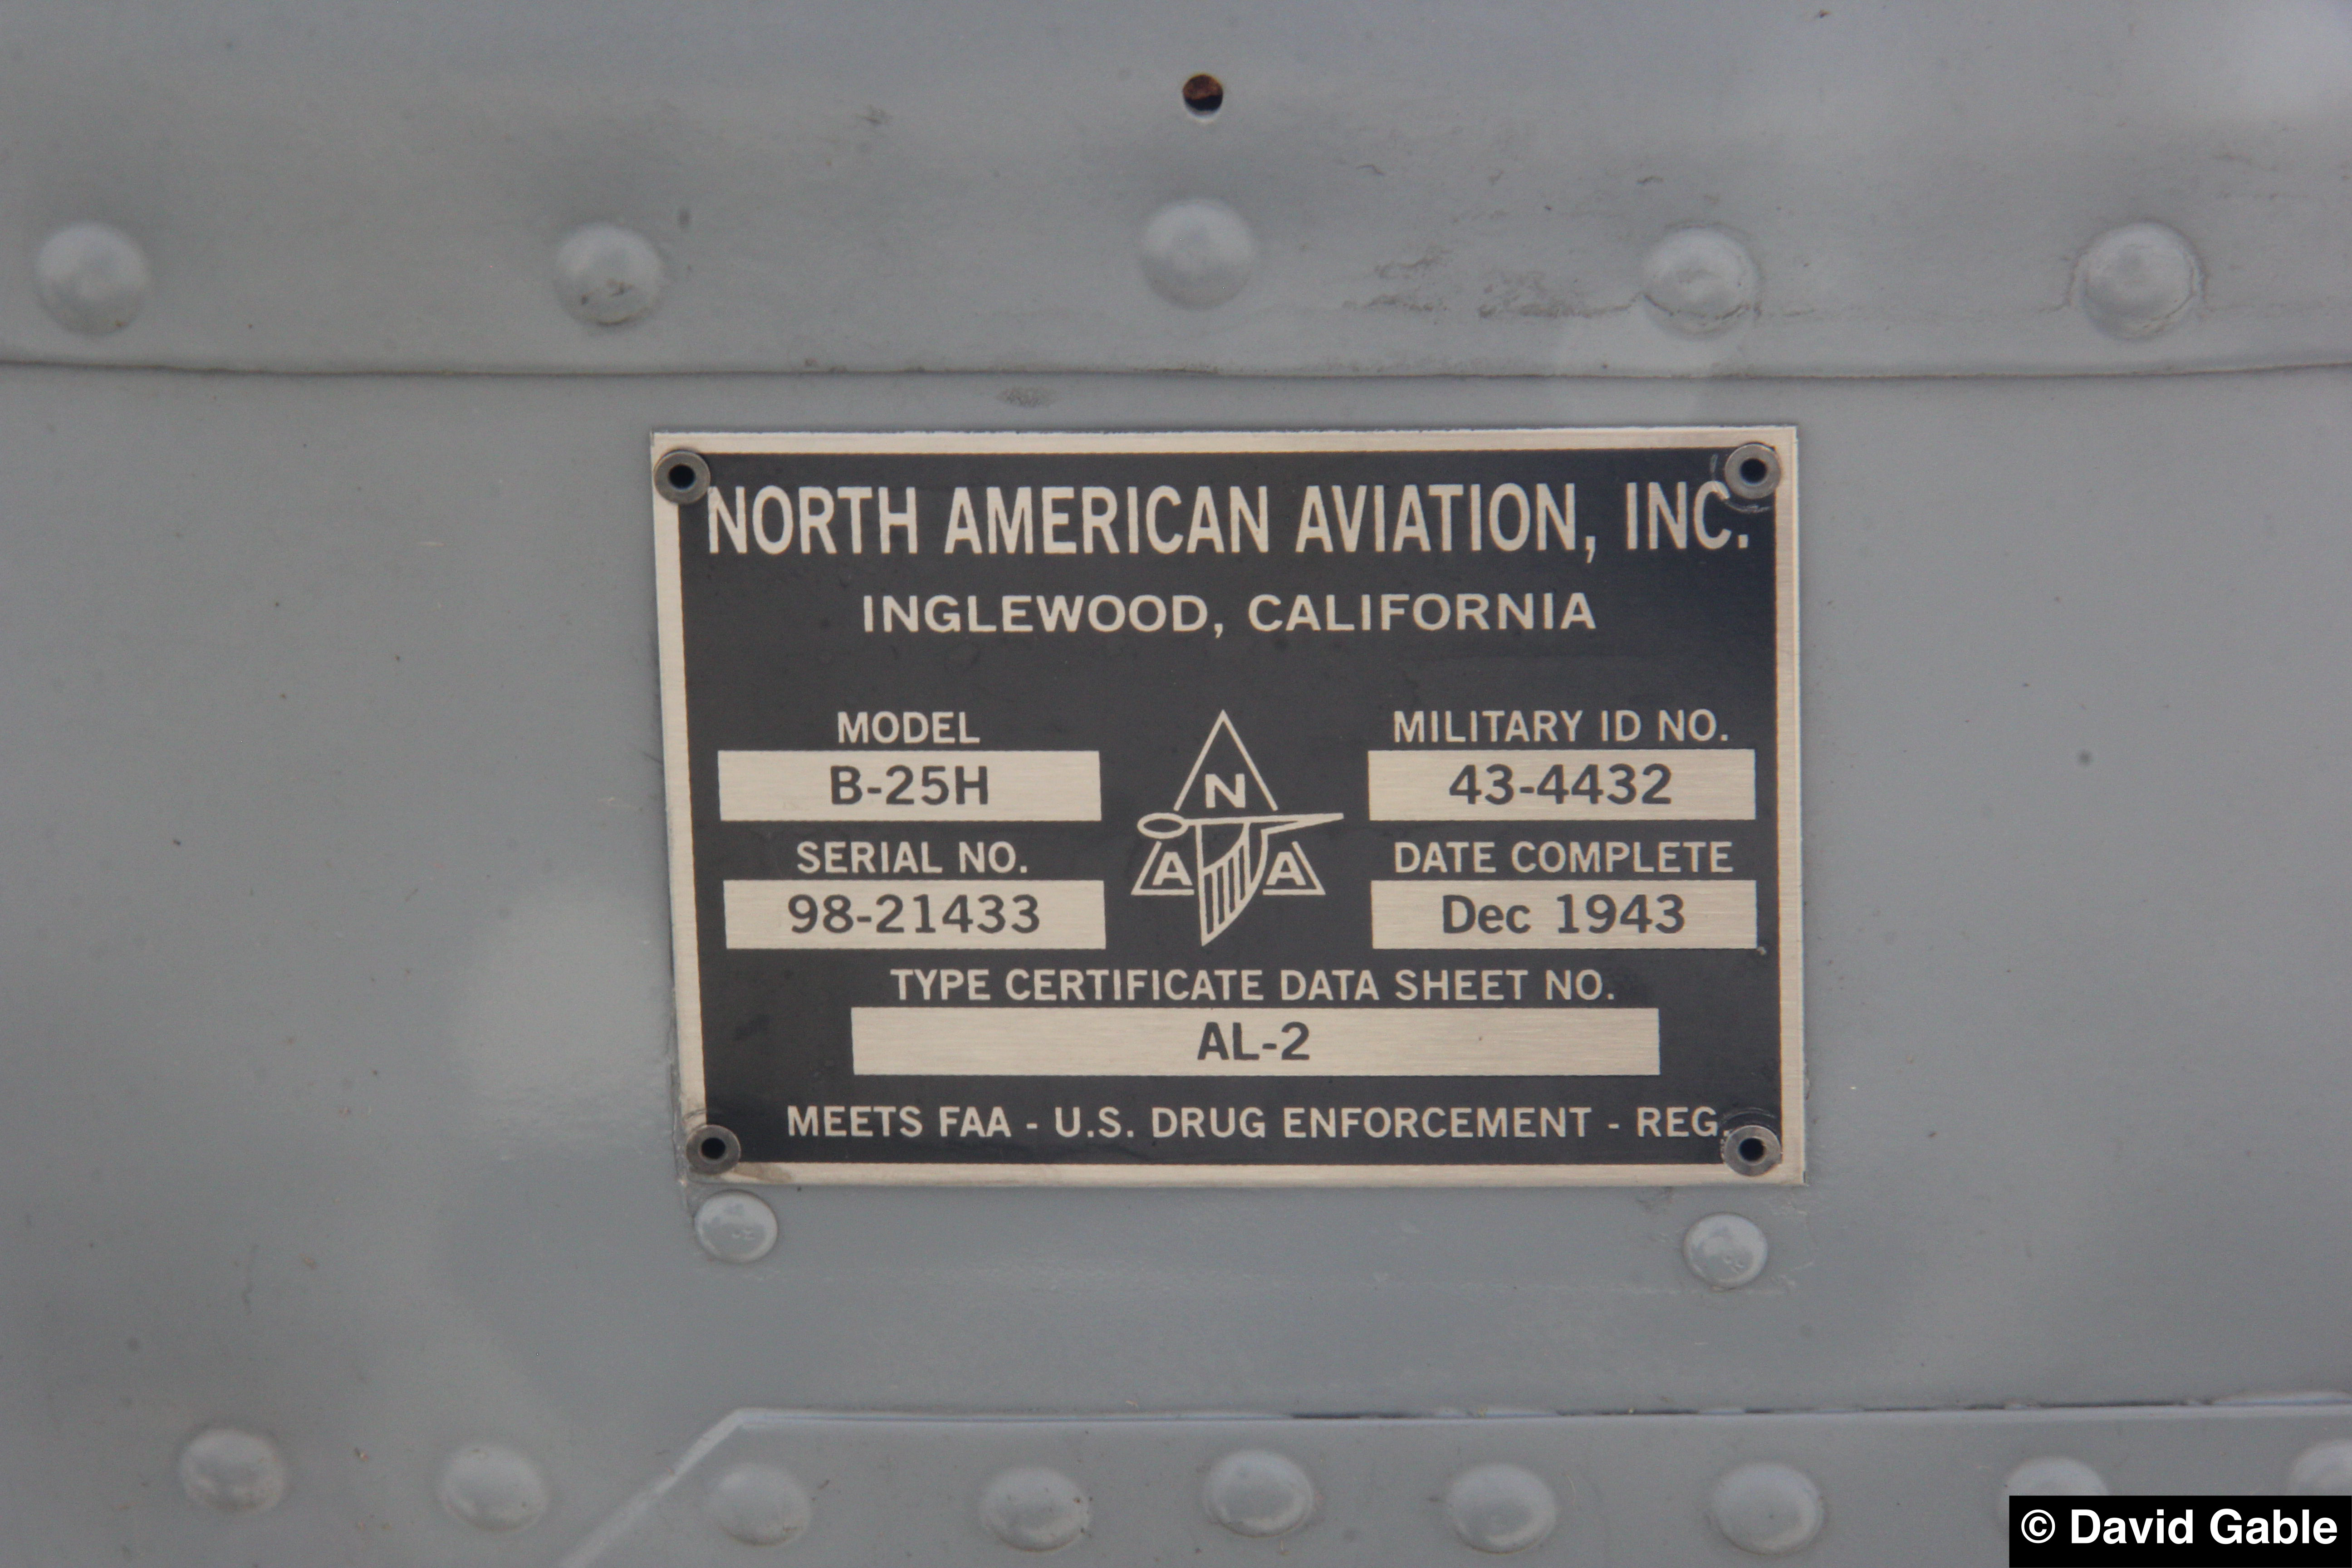 NORTH AMERICAN AVIATION, INC.
INGLEWOOD, CALIFORNIA
MODEL
B-25H
MILITARY ID NO.
43-4432
SERIAL NO.
98-21433
DATE COMPLETE
Dec 1943
N
A A
TYPE CERTIFICATE DATA SHEET NO.
AL-2
MEETS FAA - U.S. DRUG ENFORCEMENT - REG.
© David Gable